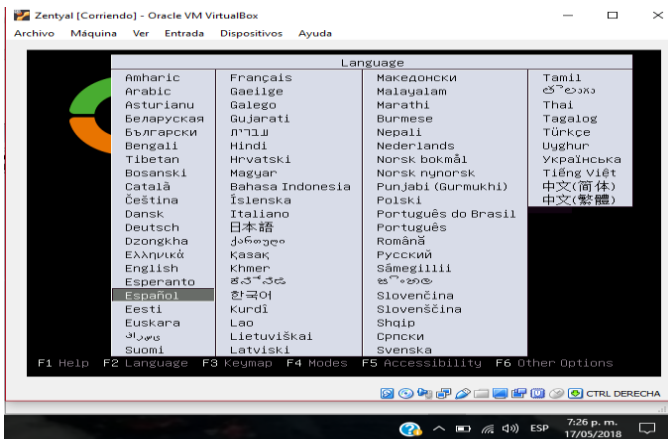 Zentyal [Corriendo] - Oracle VM VirtualBox
Archivo Máquina Ver Entrada Dispositivos Ayuda
Language
Amharic
Arabic
Asturianu
Беларуская
Български
Bengali
Tibetan
Bosanski
Català
Čeština
Dansk
Deutsch
Dzongkha
Ελληνικά
English
Esperanto
Español
Eesti
Euskara
فارسی
Suomi
Français
Gaeilge
Galego
Gujarati
עברית
Hindi
Hrvatski
Magyar
Bahasa Indonesia
Íslenska
Italiano
日本語
ქართული
Қазақ
Khmer
ಕನ್ನಡ
한국어
Kurdî
Lao
Lietuviškai
Latviski
Македонски
Malayalam
Marathi
Burmese
Nepali
Nederlands
Norsk bokmål
Norsk nynorsk
Punjabi (Gurmukhi)
Polski
Português do Brasil
Português
Română
Русский
Sámegillii
සිංහල
Slovenčina
Slovenščina
Shqip
Српски
Svenska
Tamil
తెలుగు
Thai
Tagalog
Türkçe
Uyghur
Українська
Tiếng Việt
中文(简体)
中文(繁體)
F1 Help F2 Language F3 Keymap F4 Modes F5 Accessibility F6 Other Options
CTRL DERECHA
ESP
7:26 p. m.
17/05/2018